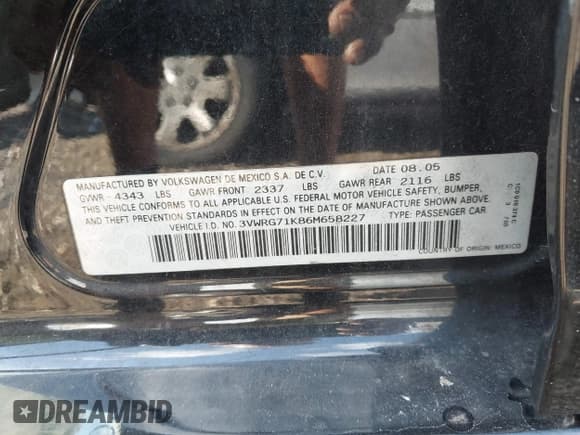 MANUFACTURED BY VOLKSWAGEN DE MEXICO S.A. DE C.V. DATE 08.05
GVWR - 4343 LBS GAWR FRONT 2337 LBS GAWR REAR 2116 LBS
THIS VEHICLE CONFORMS TO ALL APPLICABLE U.S. FEDERAL MOTOR VEHICLE SAFETY, BUMPER,
AND THEFT PREVENTION STANDARDS IN EFFECT ON THE DATE OF MANUFACTURE SHOWN ABOVE.
VEHICLE I.D. NO. 3VWRG71K86M658227 TYPE: PASSENGER CAR
COUNTRY OF ORIGIN: MEXICO
DREAMBID